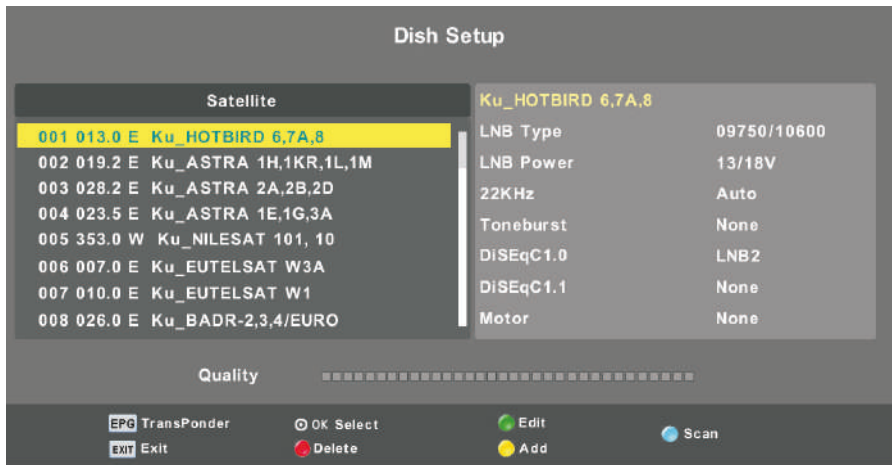 Dish Setup
Satellite
001 013.0 E Ku_HOTBIRD 6,7A,8
002 019.2 E Ku_ASTRA 1H,1KR,1L,1M
003 028.2 E Ku_ASTRA 2A,2B,2D
004 023.5 E Ku_ASTRA 1E,1G,3A
005 353.0 W Ku_NILESAT 101, 10
006 007.0 E Ku_EUTELSAT W3A
007 010.0 E Ku_EUTELSAT W1
008 026.0 E Ku_BADR-2,3,4/EURO
Ku_HOTBIRD 6,7A,8
LNB Type 09750/10600
LNB Power 13/18V
22KHz Auto
Toneburst None
DiSEqC1.0 LNB2
DiSEqC1.1 None
Motor None
Quality
EPG TransPonder OK Select Edit Scan
EXIT Exit Delete Add